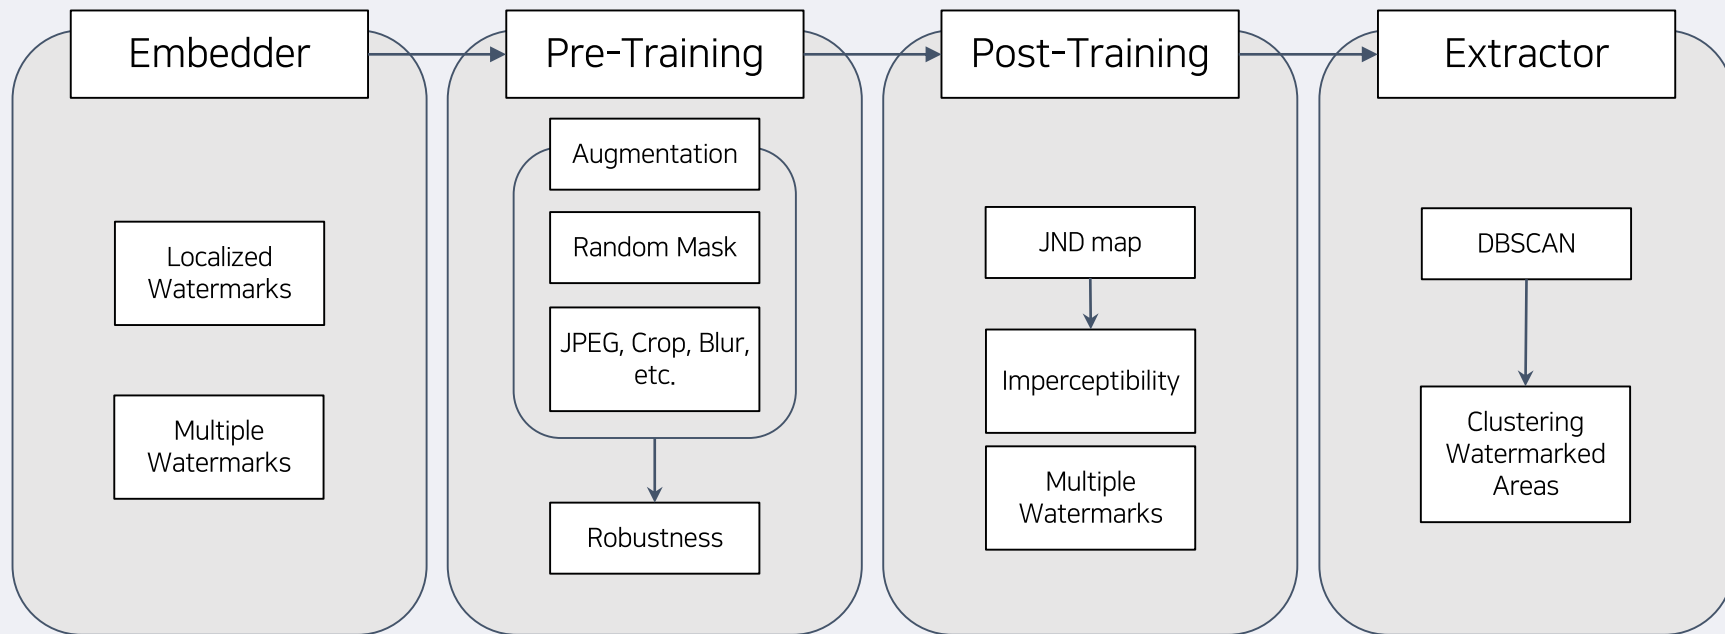 Embedder
Localized
Watermarks
Multiple
Watermarks
Pre-Training
Augmentation
Random Mask
JPEG, Crop, Blur,
etc.
Robustness
Post-Training
JND map
Imperceptibility
Multiple
Watermarks
Extractor
DBSCAN
Clustering
Watermarked
Areas